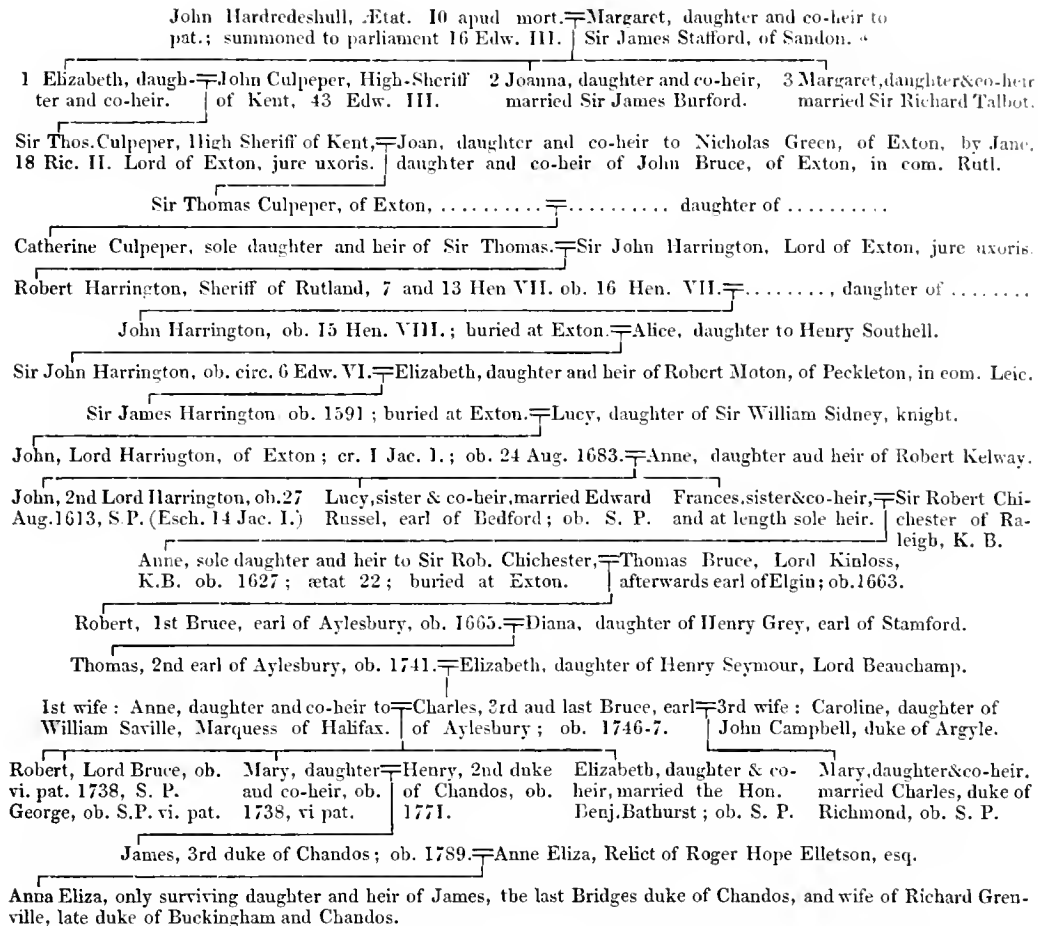 John Hardredeshull, Ætat. 10 apud mort. Margaret, daughter and co-heir to
pat.; summoned to parliament 16 Edw. III. Sir James Stafford, of Sandon.
1 Elizabeth, daugh- John Culpeper, High-Sheriff 2 Joanna, daughter and co-heir, 3 Margaret, daughter & co-heir
ter and co-heir. of Kent, 43 Edw. III. married Sir James Burford. married Sir Richard Talbot.
Sir Thos. Culpeper, High Sheriff of Kent, Joan, daughter and co-heir to Nicholas Green, of Exton, by Jane,
18 Ric. II. Lord of Exton, jure uxoris. daughter and co-heir of John Bruce, of Exton, in com. Rutl.
Sir Thomas Culpeper, of Exton, .......... .......... daughter of ..........
Catherine Culpeper, sole daughter and heir of Sir Thomas. Sir John Harrington, Lord of Exton, jure uxoris.
Robert Harrington, Sheriff of Rutland, 7 and 13 Hen VII. ob. 16 Hen. VII. ........, daughter of ........
John Harrington, ob. 15 Hen. VIII.; buried at Exton. Alice, daughter to Henry Southell.
Sir John Harrington, ob. circ. 6 Edw. VI. Elizabeth, daughter and heir of Robert Moton, of Peckleton, in com. Leic.
Sir James Harrington ob. 1591; buried at Exton. Lucy, daughter of Sir William Sidney, knight.
John, Lord Harrington, of Exton; cr. 1 Jac. 1.; ob. 24 Aug. 1683. Anne, daughter and heir of Robert Kelway.
John, 2nd Lord Harrington, ob. 27 Lucy, sister & co-heir, married Edward Frances, sister & co-heir, Sir Robert Chi-
Aug. 1613, S.P. (Esch. 14 Jac. I.) Russel, earl of Bedford; ob. S. P. and at length sole heir. chester of Ra-
leigh, K. B.
Anne, sole daughter and heir to Sir Rob. Chichester, Thomas Bruce, Lord Kinloss,
K.B. ob. 1627; ætat 22; buried at Exton. afterwards earl of Elgin; ob. 1663.
Robert, 1st Bruce, earl of Aylesbury, ob. 1665. Diana, daughter of Henry Grey, earl of Stamford.
Thomas, 2nd earl of Aylesbury, ob. 1741. Elizabeth, daughter of Henry Seymour, Lord Beauchamp.
1st wife: Anne, daughter and co-heir to Charles, 3rd and last Bruce, earl 3rd wife: Caroline, daughter of
William Saville, Marquess of Halifax. of Aylesbury; ob. 1746-7. John Campbell, duke of Argyle.
Robert, Lord Bruce, ob. Mary, daughter Henry, 2nd duke Elizabeth, daughter & co- Mary, daughter & co-heir.
vi. pat. 1738, S. P. and co-heir, ob. of Chandos, ob. heir, married the Hon. married Charles, duke of
George, ob. S.P. vi. pat. 1738, vi pat. 1771. Benj. Bathurst; ob. S. P. Richmond, ob. S. P.
James, 3rd duke of Chandos; ob. 1789. Anne Eliza, Relict of Roger Hope Elletson, esq.
Anna Eliza, only surviving daughter and heir of James, the last Bridges duke of Chandos, and wife of Richard Gren-
ville, late duke of Buckingham and Chandos.